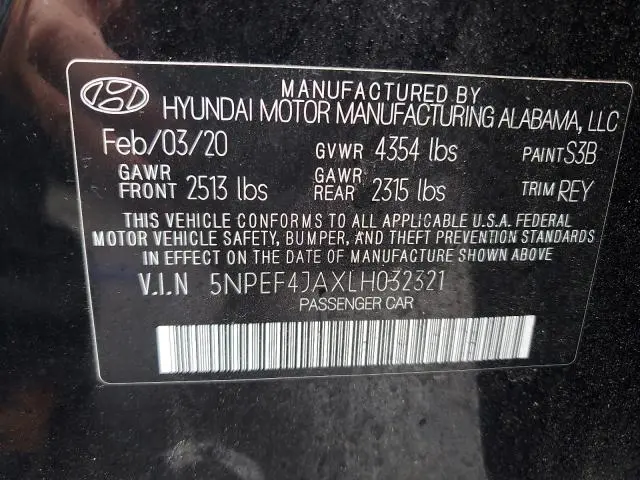 MANUFACTURED BY
HYUNDAI MOTOR MANUFACTURING ALABAMA, LLC
Feb/03/20 GVWR 4354 lbs PAINT S3B
GAWR FRONT 2513 lbs GAWR REAR 2315 lbs TRIM REY
THIS VEHICLE CONFORMS TO ALL APPLICABLE U.S.A. FEDERAL
MOTOR VEHICLE SAFETY, BUMPER, AND THEFT PREVENTION STANDARDS
IN EFFECT ON THE DATE OF MANUFACTURE SHOWN ABOVE.
V.I.N 5NPEF4JAXLH032321
PASSENGER CAR